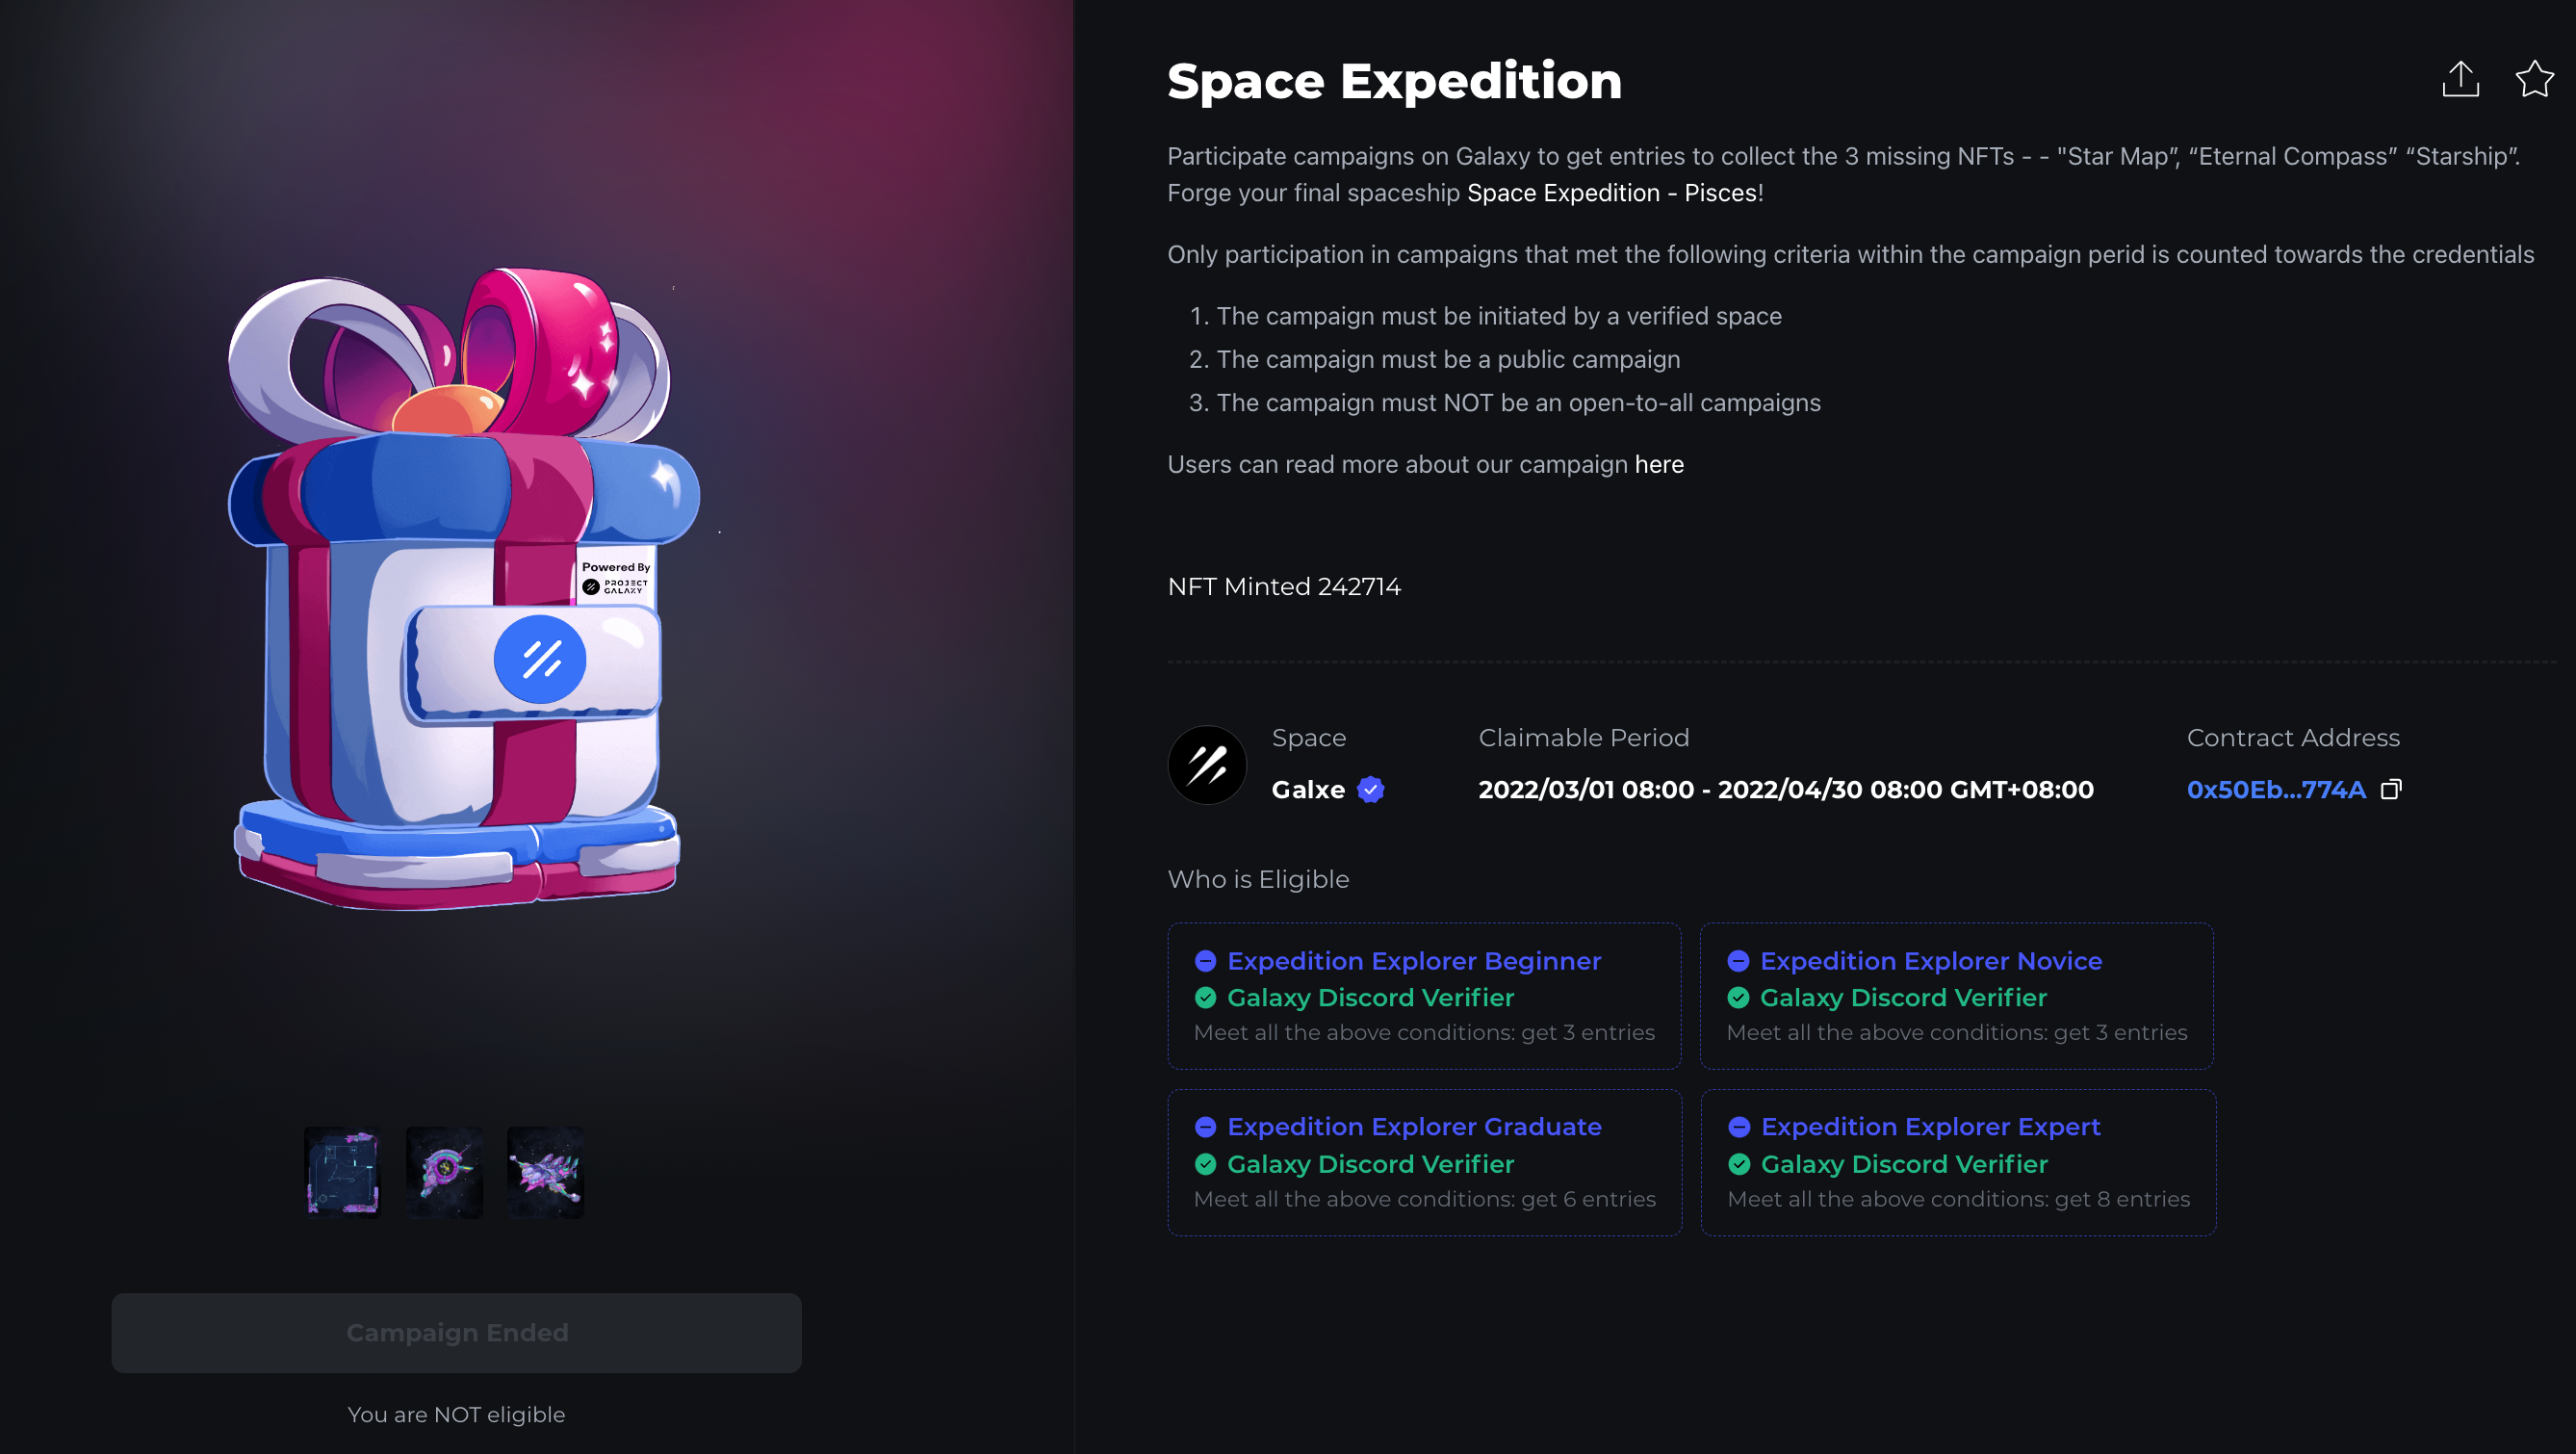 Space Expedition
Participate campaigns on Galaxy to get entries to collect the 3 missing NFTs - - "Star Map”, “Eternal Compass” “Starship”.
Forge your final spaceship Space Expedition - Pisces!
Only participation in campaigns that met the following criteria within the campaign perid is counted towards the credentials
1. The campaign must be initiated by a verified space
2. The campaign must be a public campaign
3. The campaign must NOT be an open-to-all campaigns
Users can read more about our campaign here
NFT Minted 242714
Space
Galxe
Claimable Period
2022/03/01 08:00 - 2022/04/30 08:00 GMT+08:00
Contract Address
0x50Eb...774A
Who is Eligible
Expedition Explorer Beginner
Galaxy Discord Verifier
Meet all the above conditions: get 3 entries
Expedition Explorer Novice
Galaxy Discord Verifier
Meet all the above conditions: get 3 entries
Expedition Explorer Graduate
Galaxy Discord Verifier
Meet all the above conditions: get 6 entries
Expedition Explorer Expert
Galaxy Discord Verifier
Meet all the above conditions: get 8 entries
Powered By
PROJECT
GALAXY
Campaign Ended
You are NOT eligible